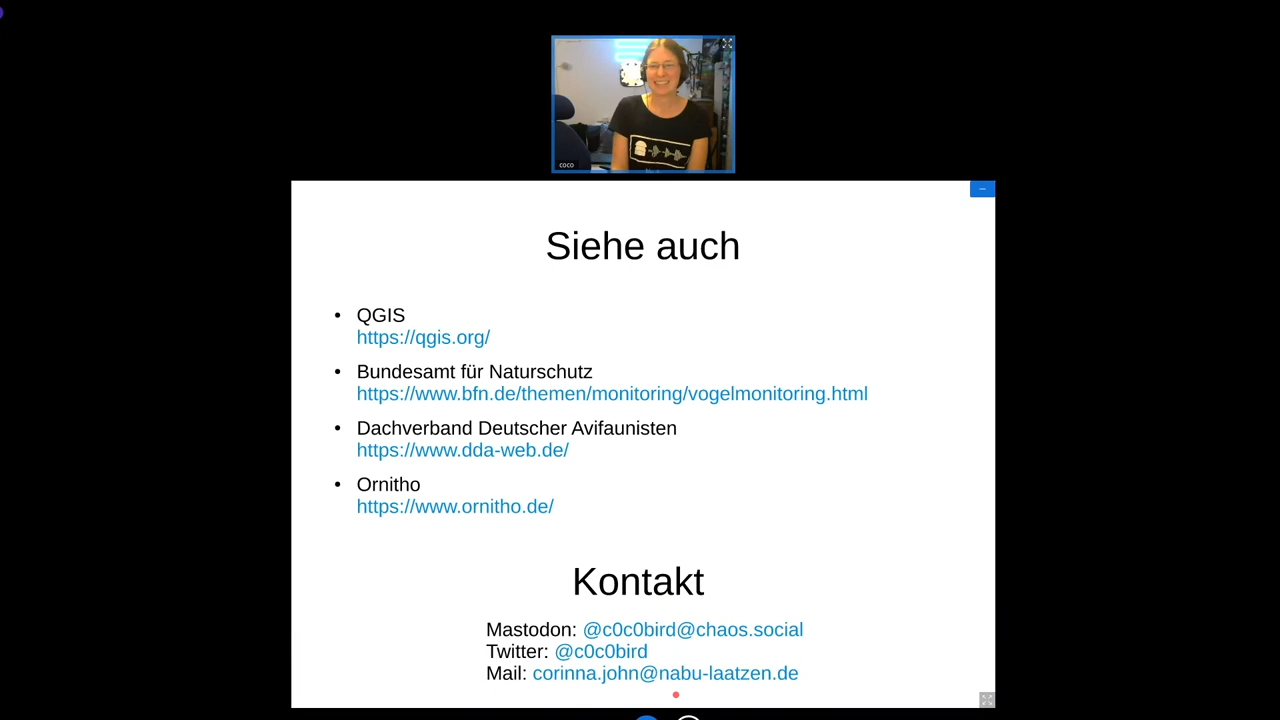 coco
Siehe auch
• QGIS
https://qgis.org/
• Bundesamt für Naturschutz
https://www.bfn.de/themen/monitoring/vogelmonitoring.html
• Dachverband Deutscher Avifaunisten
https://www.dda-web.de/
• Ornitho
https://www.ornitho.de/
Kontakt
Mastodon: @c0c0bird@chaos.social
Twitter: @c0c0bird
Mail: corinna.john@nabu-laatzen.de